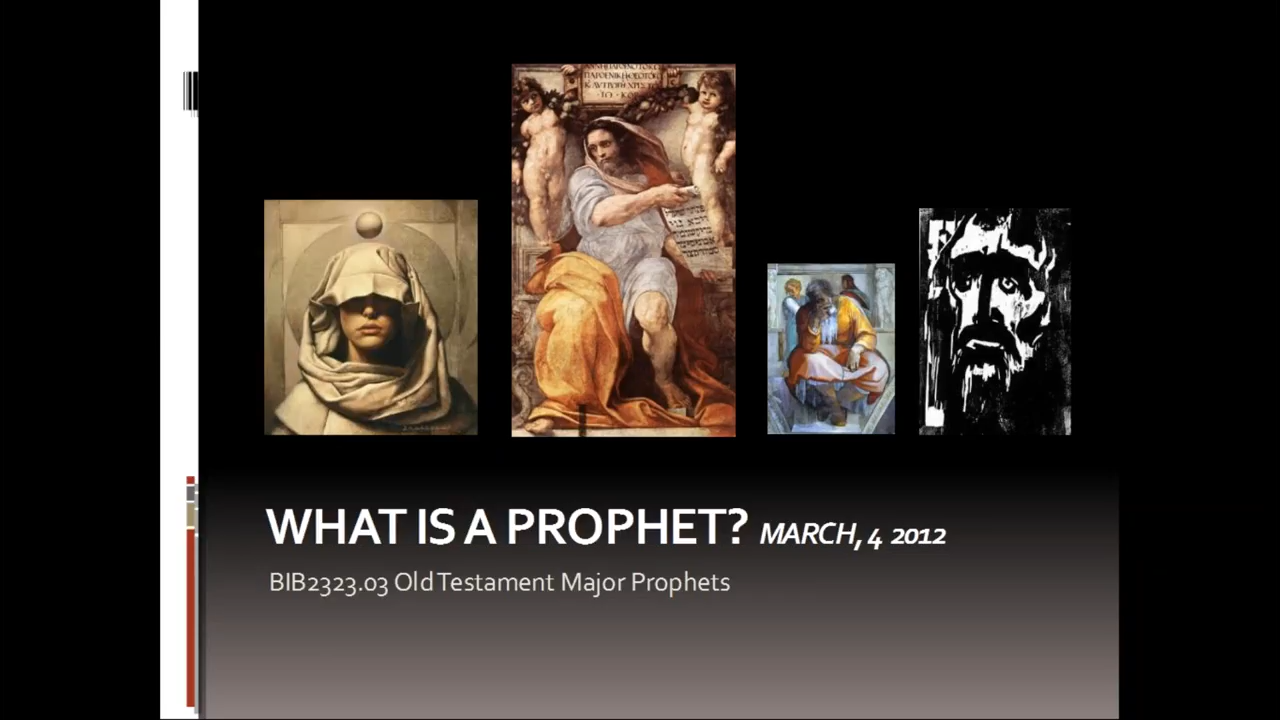 WHAT IS A PROPHET? MARCH, 4 2012
BIB2323.03 Old Testament Major Prophets